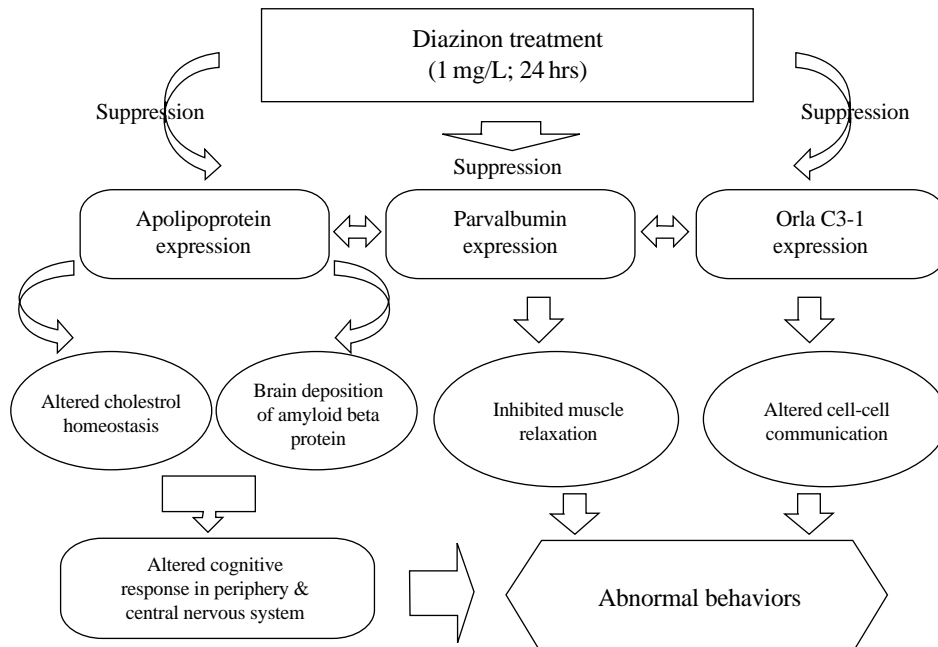 Diazinon treatment
(1 mg/L; 24 hrs)
Suppression
Suppression
Suppression
Apolipoprotein
expression
Parvalbumin
expression
Orla C3-1
expression
Altered cholestrol
homeostasis
Brain deposition
of amyloid beta
protein
Inhibited muscle
relaxation
Altered cell-cell
communication
Altered cognitive
response in periphery &
central nervous system
Abnormal behaviors